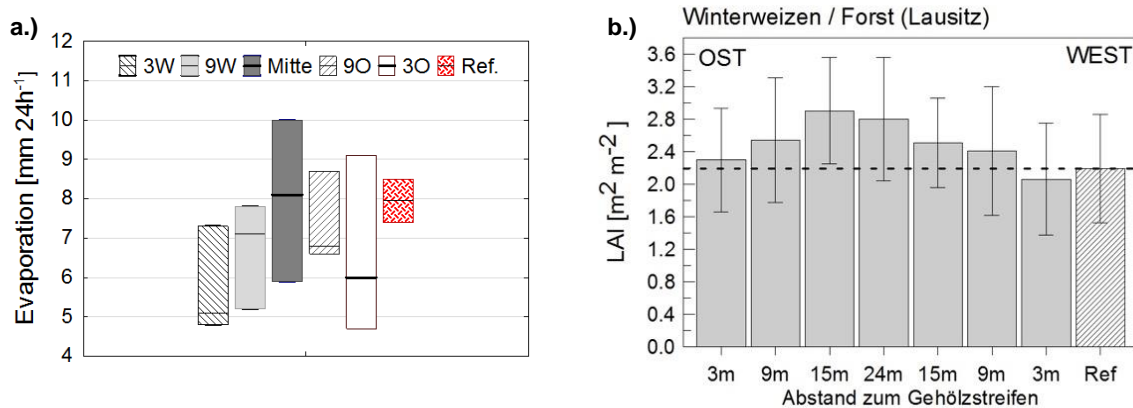 a.)
12
11
10
9
8
7
6
5
4
Evaporation [mm 24h⁻¹]
3W 9W Mitte 9O 3O Ref.
b.)
Winterweizen / Forst (Lausitz)
OST WEST
3.6
3.2
2.8
2.4
2.0
1.6
1.2
0.8
0.4
0.0
LAI [m² m⁻²]
3m 9m 15m 24m 15m 9m 3m Ref
Abstand zum Gehölzstreifen